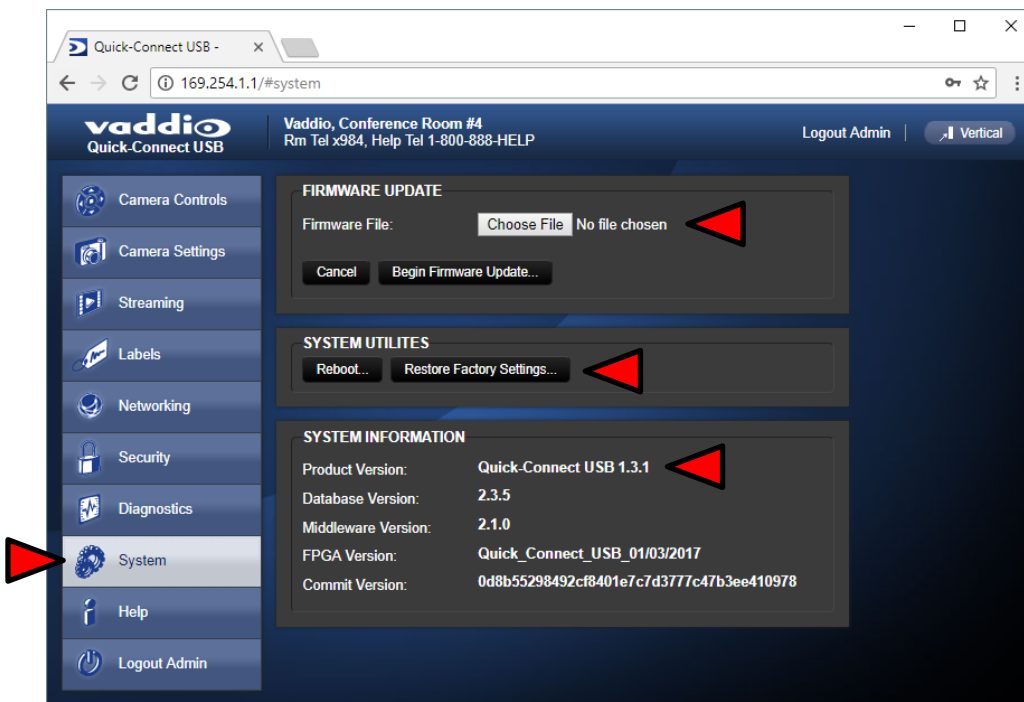 Quick-Connect USB -
169.254.1.1/#system
vaddio
Quick-Connect USB
Vaddio, Conference Room #4
Rm Tel x984, Help Tel 1-800-888-HELP
Logout Admin
Vertical
Camera Controls
Camera Settings
Streaming
Labels
Networking
Security
Diagnostics
System
Help
Logout Admin
FIRMWARE UPDATE
Firmware File: Choose File No file chosen
Cancel Begin Firmware Update...
SYSTEM UTILITES
Reboot... Restore Factory Settings...
SYSTEM INFORMATION
Product Version: Quick-Connect USB 1.3.1
Database Version: 2.3.5
Middleware Version: 2.1.0
FPGA Version: Quick_Connect_USB_01/03/2017
Commit Version: 0d8b55298492cf8401e7c7d3777c47b3ee410978